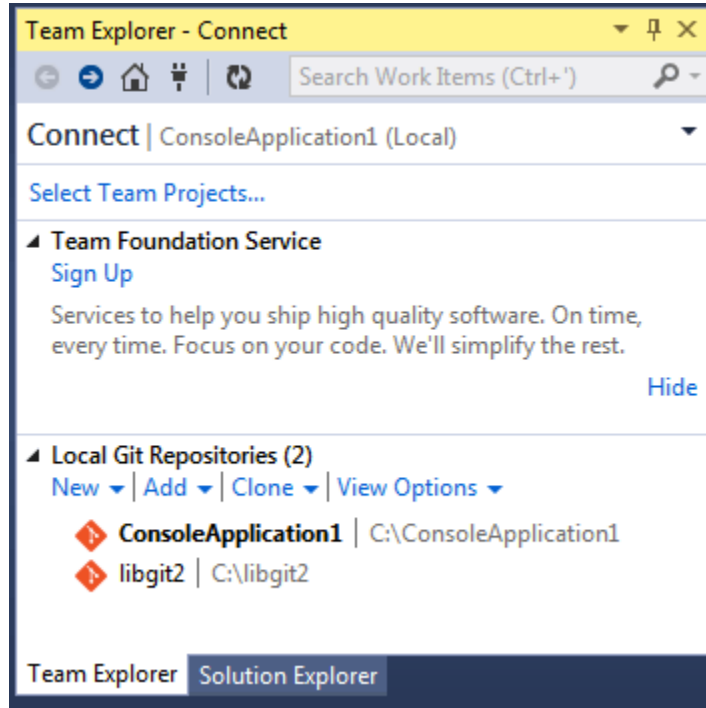 Team Explorer - Connect
Search Work Items (Ctrl+')
Connect | ConsoleApplication1 (Local)
Select Team Projects...
Team Foundation Service
Sign Up
Services to help you ship high quality software. On time,
every time. Focus on your code. We'll simplify the rest.
Hide
Local Git Repositories (2)
New | Add | Clone | View Options
ConsoleApplication1 | C:\ConsoleApplication1
libgit2 | C:\libgit2
Team Explorer Solution Explorer